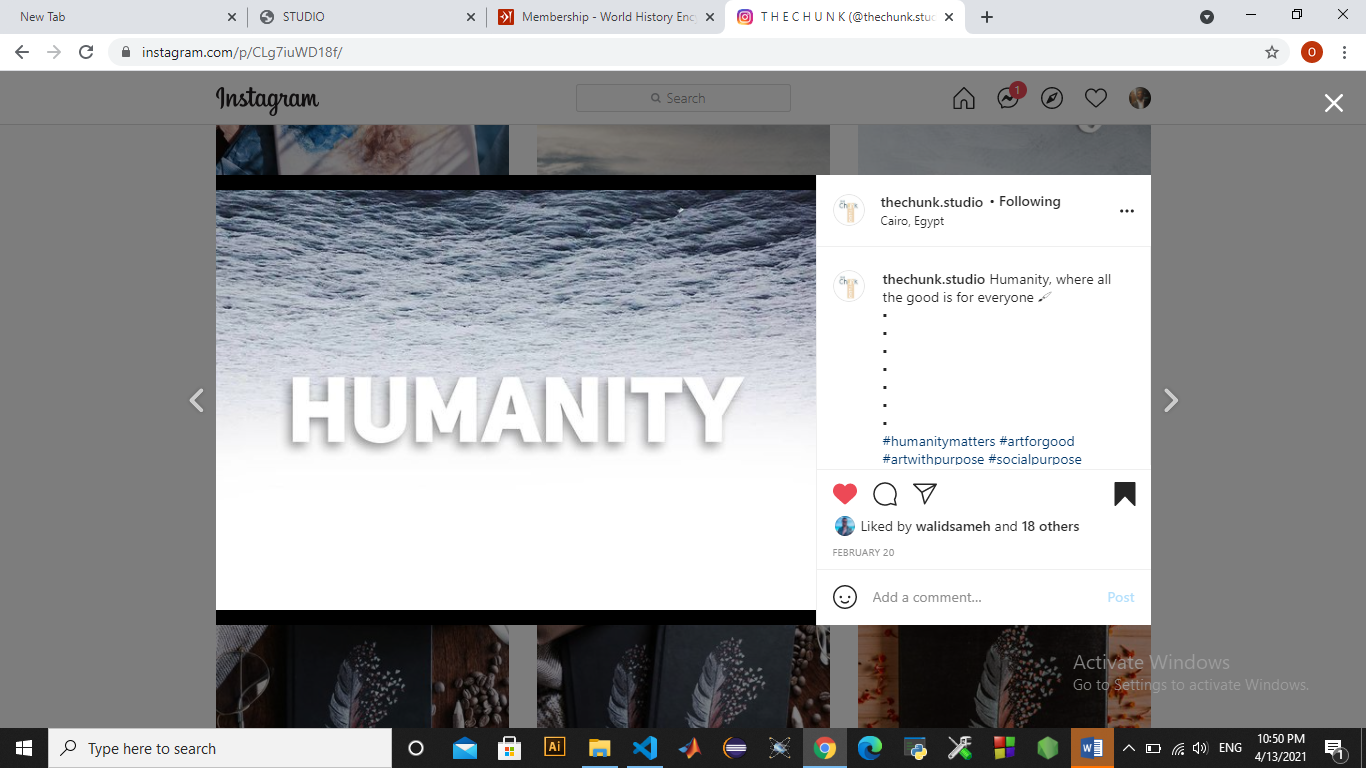 New Tab
STUDIO
Membership - World History Ency
T H E C H U N K (@thechunk.stud
instagram.com/p/CLg7iuWD18f/
O
Instagram
Search
1
thechunk.studio • Following
Cairo, Egypt
HUMANITY
thechunk.studio Humanity, where all
the good is for everyone
#humanitymatters #artforgood
#artwithpurpose #socialpurpose
Liked by walidsameh and 18 others
FEBRUARY 20
Add a comment...
Post
Activate Windows
Go to Settings to activate Windows.
Type here to search
Ai
ENG
10:50 PM
4/13/2021
1